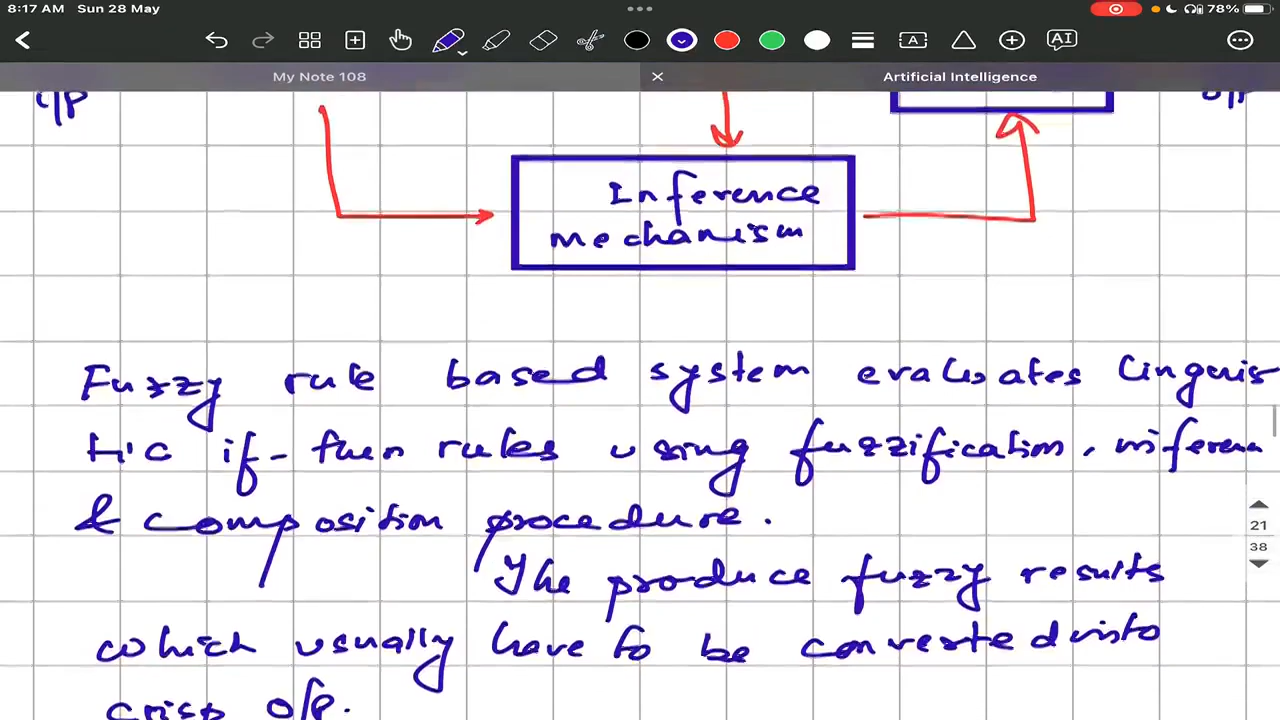 8:17 AM Sun 28 May
78%
My Note 108
Artificial Intelligence
i/p
o/p
Inference
mechanism
Fuzzy rule based system evaluates linguis-
tic if-then rules using fuzzification, inference
& composition procedure.
21
38
The produce fuzzy results
which usually have to be converted into
crisp o/p.